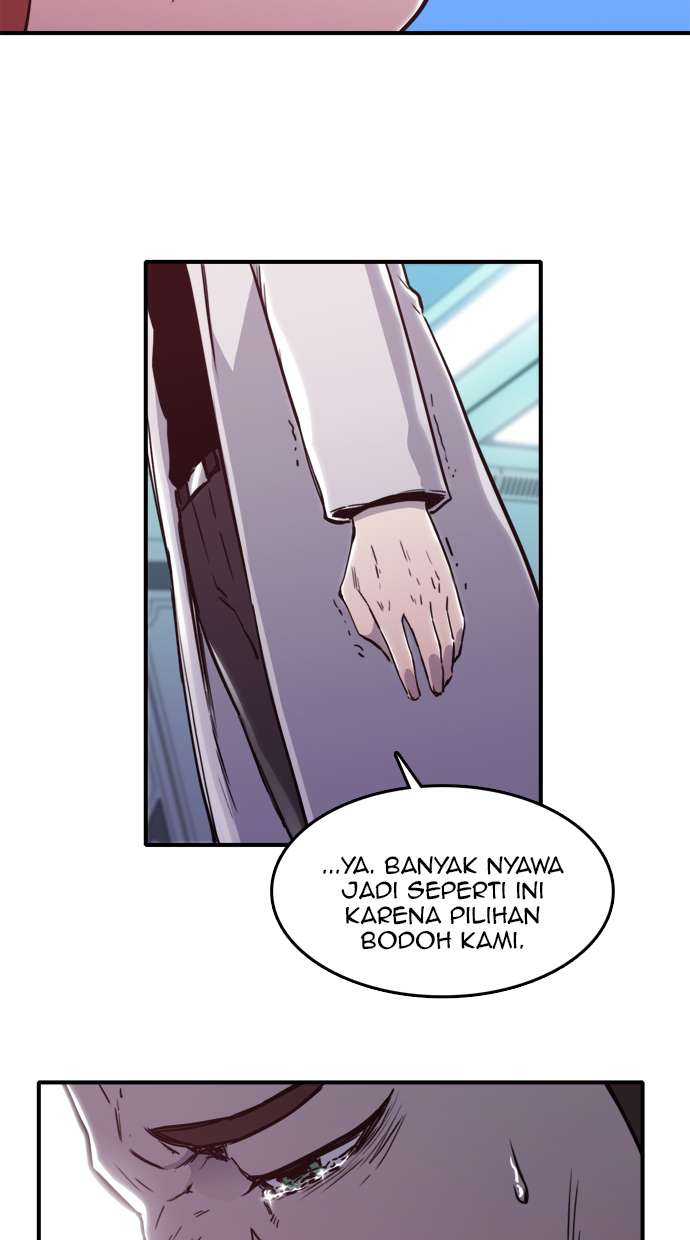 ...YA. BANYAK NYAWA
JADI SEPERTI INI
KARENA PILIHAN
BODOH KAMI.